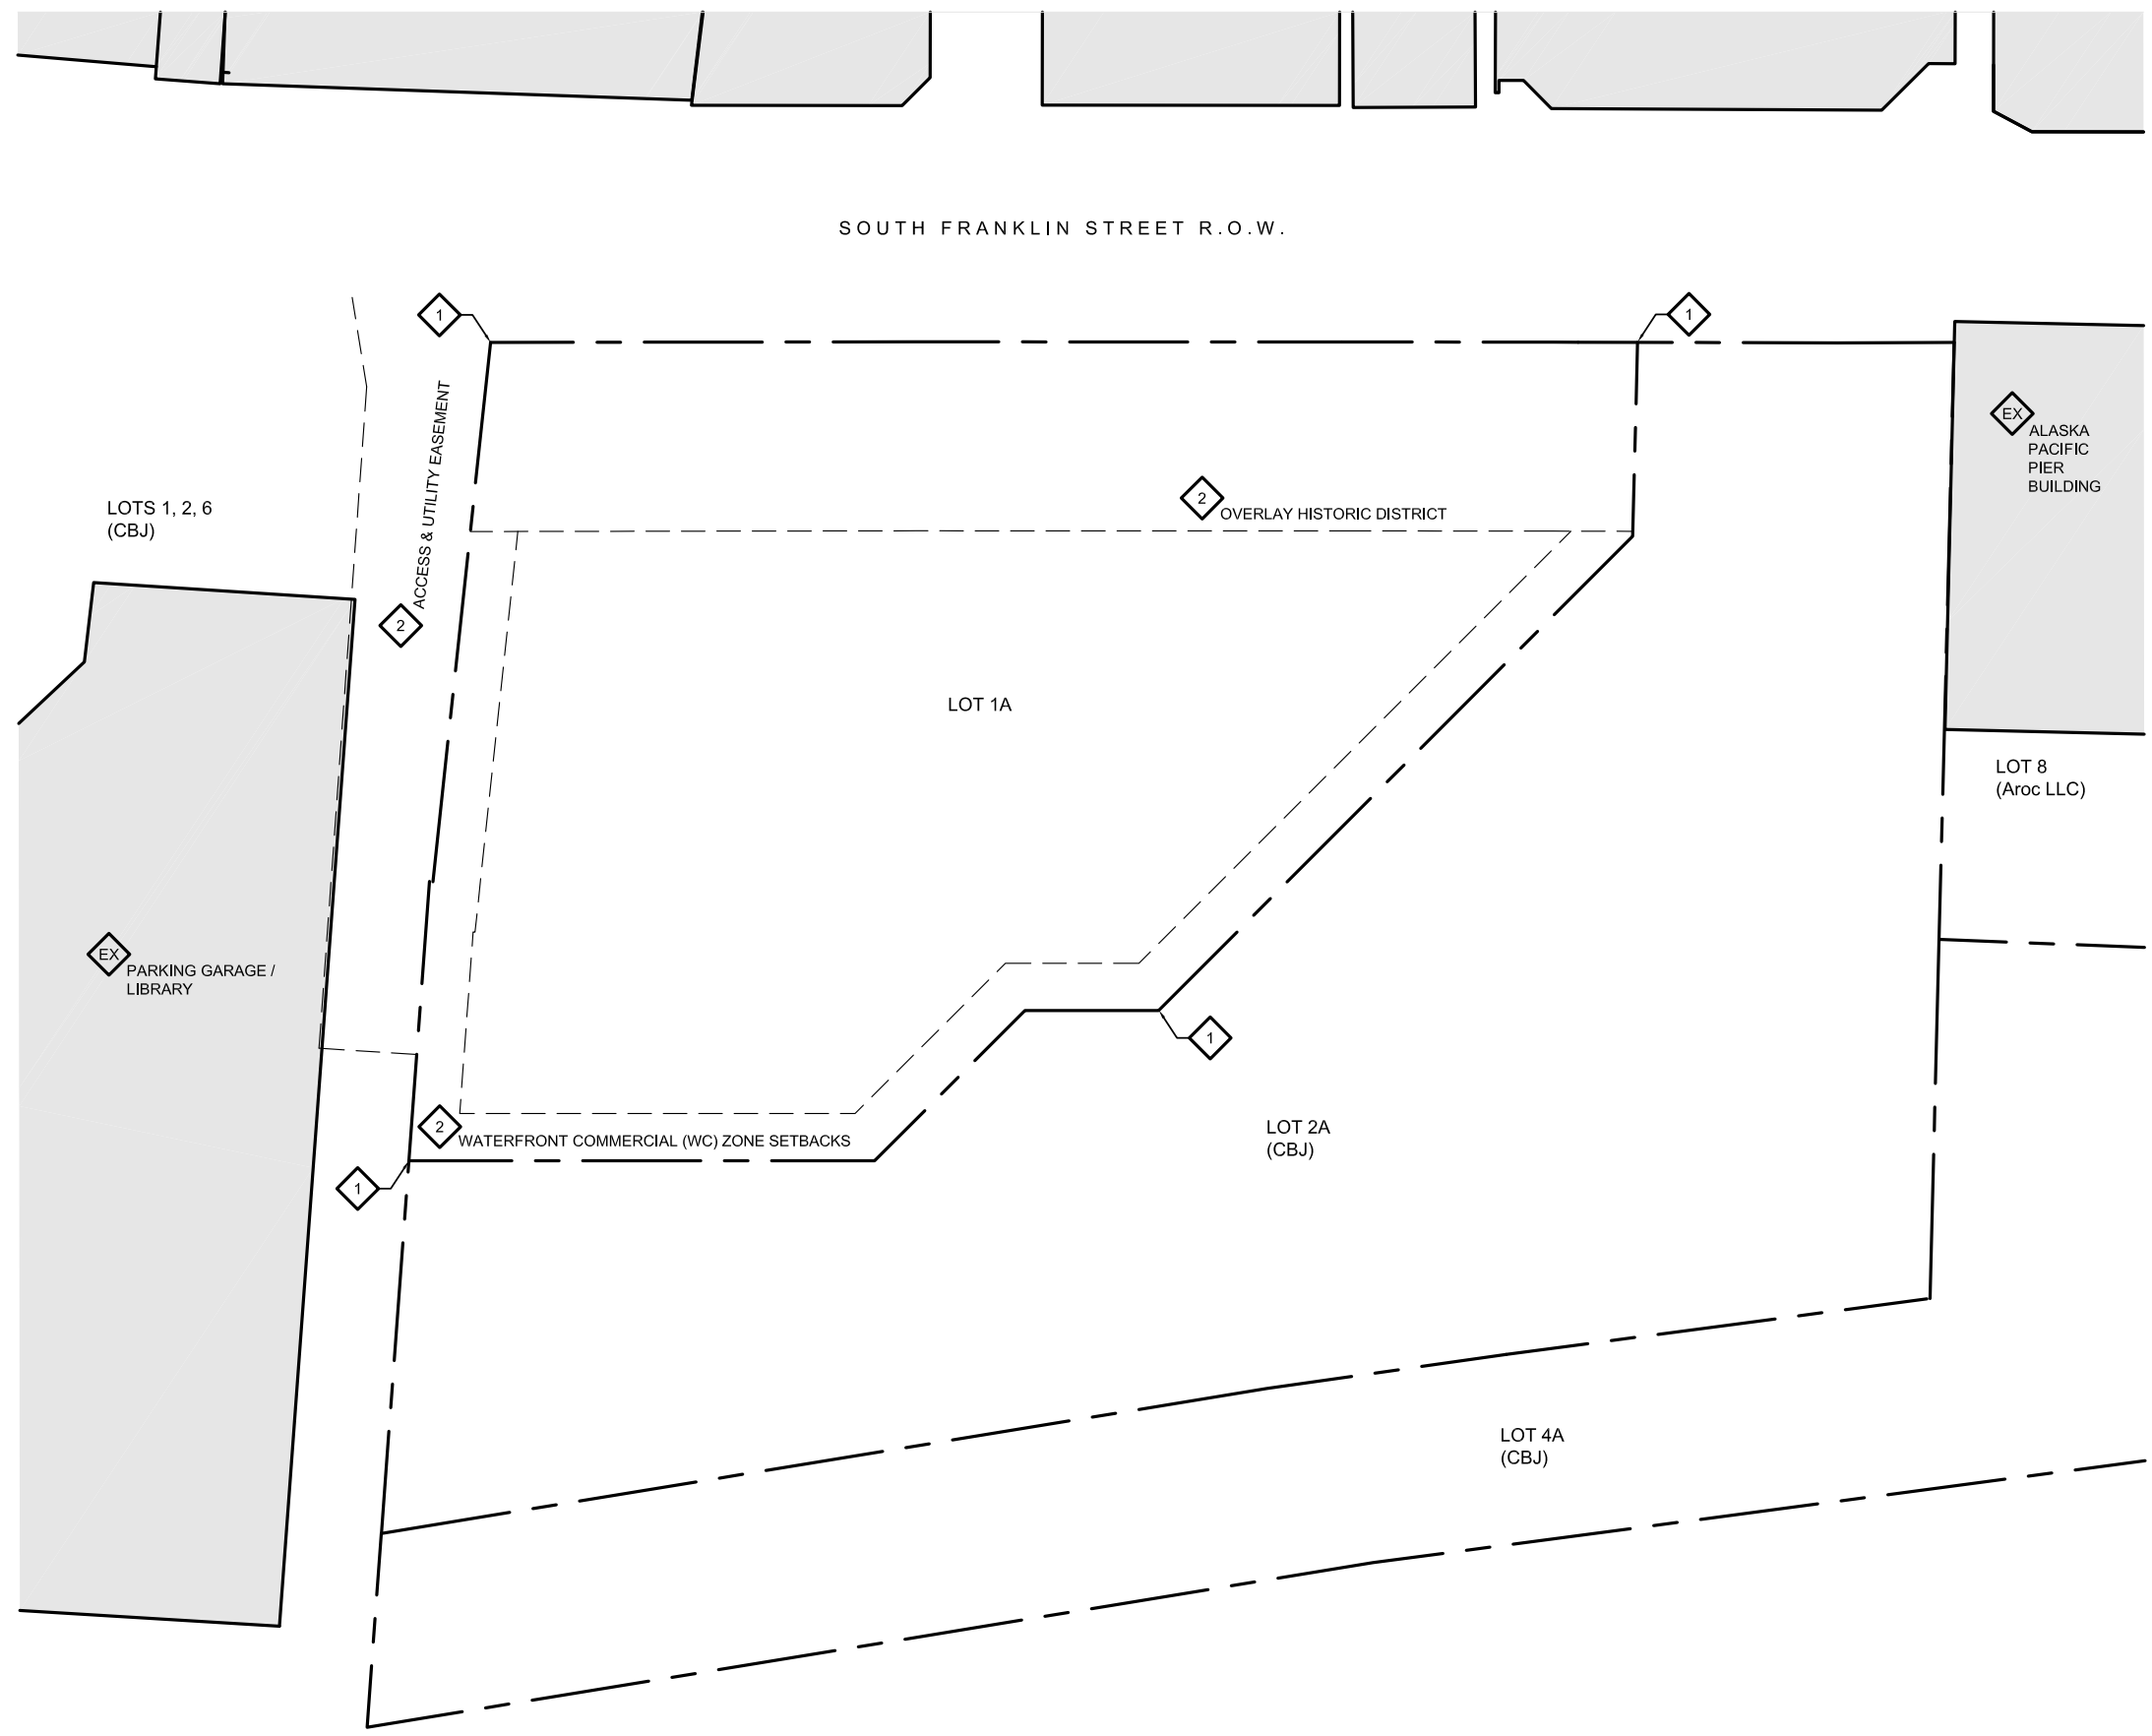 SOUTH FRANKLIN STREET R.O.W.
1
1
ACCESS & UTILITY EASEMENT
2
EX
ALASKA
PACIFIC
PIER
BUILDING
LOTS 1, 2, 6
(CBJ)
2
OVERLAY HISTORIC DISTRICT
LOT 1A
LOT 8
(Aroc LLC)
EX
PARKING GARAGE /
LIBRARY
1
2
WATERFRONT COMMERCIAL (WC) ZONE SETBACKS
LOT 2A
(CBJ)
1
LOT 4A
(CBJ)